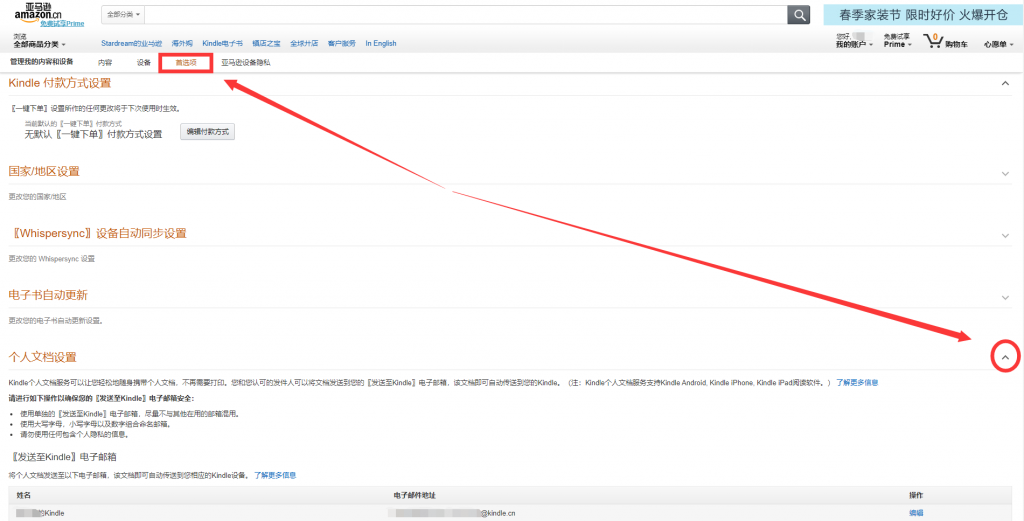 亚马逊
amazon.cn
免费试享Prime
全部分类
春季家装节 限时好价 火爆开仓
浏览
全部商品分类
Stardream的亚马逊 海外购 Kindle电子书 镇店之宝 全球开店 客户服务 In English
您好,
我的账户
免费试享
Prime
0
购物车
心愿单
管理我的内容和设备 内容 设备 首选项 亚马逊设备隐私
Kindle 付款方式设置
〖一键下单〗设置所作的任何更改将于下次使用时生效。
当前默认的〖一键下单〗付款方式
无默认〖一键下单〗付款方式设置
编辑付款方式
国家/地区设置
更改您的国家/地区
〖Whispersync〗设备自动同步设置
更改您的 Whispersync 设置
电子书自动更新
更改您的电子书自动更新设置。
个人文档设置
Kindle个人文档服务可以让您轻松地随身携带个人文档，不再需要打印。您和您认可的发件人可以将文档发送到您的〖发送至Kindle〗电子邮箱，该文档即可自动传送到您的Kindle。（注：Kindle个人文档服务支持Kindle Android, Kindle iPhone, Kindle iPad阅读软件。）了解更多信息
请进行如下操作以确保您的〖发送至Kindle〗电子邮箱安全：
• 使用单独的〖发送至Kindle〗电子邮箱，尽量不与其他在用的邮箱混用。
• 使用大写字母，小写字母以及数字组合命名邮箱。
• 请勿使用任何包含个人隐私的信息。
〖发送至Kindle〗电子邮箱
将个人文档发送至以下电子邮箱，该文档即可自动传送到您相应的Kindle设备。 了解更多信息
姓名 电子邮件地址 操作
的Kindle @kindle.cn 编辑